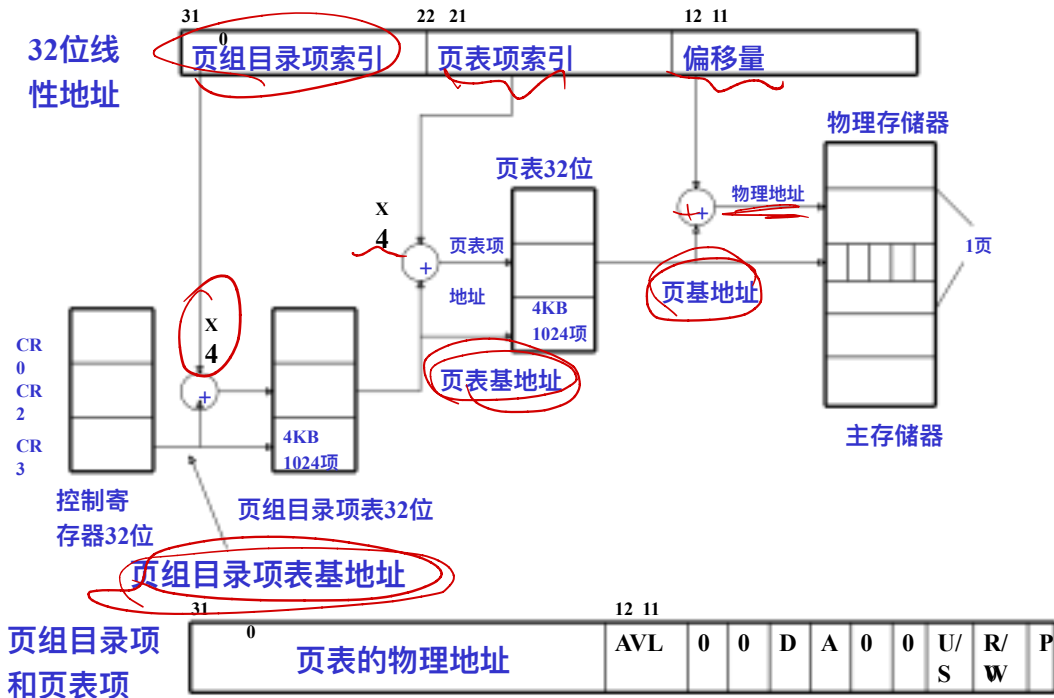 31
22 21
12 11
0
32位线
性地址
页组目录项索引
页表项索引
偏移量
物理存储器
页表32位
物理地址
+
X
4
+
页表项
地址
1页
页基地址
4KB
1024项
X
4
+
CR
0
CR
2
CR
3
页表基地址
4KB
1024项
主存储器
控制寄
存器32位
页组目录项表32位
页组目录项表基地址
31
0
12 11
页组目录项
和页表项
页表的物理地址
AVL
0
0
D
A
0
0
U/
S
R/
W
P